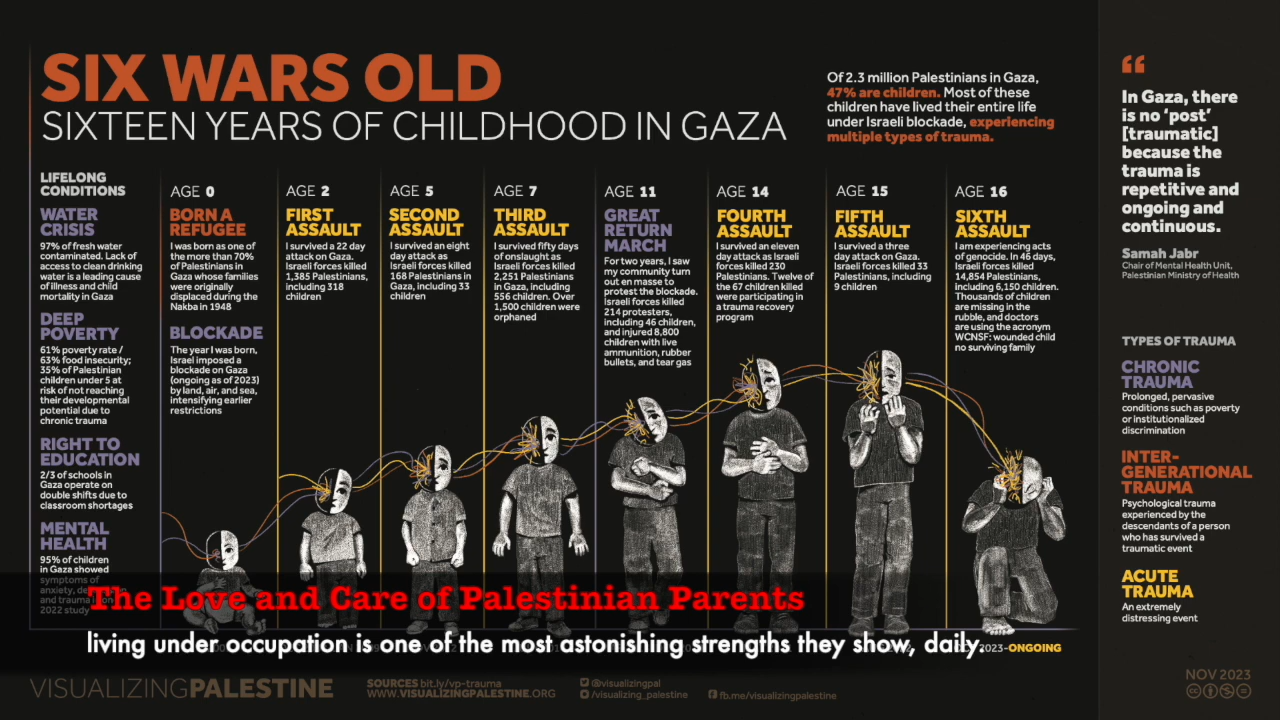 SIX WARS OLD
SIXTEEN YEARS OF CHILDHOOD IN GAZA
Of 2.3 million Palestinians in Gaza,
47% are children. Most of these
children have lived their entire life
under Israeli blockade, experiencing
multiple types of trauma.
LIFELONG
CONDITIONS
WATER
CRISIS
97% of fresh water
contaminated. Lack of
access to clean drinking
water is a leading cause
of illness and child
mortality in Gaza
DEEP
POVERTY
61% poverty rate /
63% food insecurity;
35% of Palestinian
children under 5 at
risk of not reaching
their developmental
potential due to
chronic trauma
RIGHT TO
EDUCATION
2/3 of schools in
Gaza operate on
double shifts due to
classroom shortages
MENTAL
HEALTH
95% of children
in Gaza showed
symptoms of
anxiety,
and trauma
2022 study
AGE 0
BORN A
REFUGEE
I was born as one of
the more than 70%
of Palestinians in
Gaza whose families
were originally
displaced during the
Nakba in 1948
BLOCKADE
The year I was born,
Israel imposed a
blockade on Gaza
(ongoing as of 2023)
by land, air, and sea,
intensifying earlier
restrictions
AGE 2
FIRST
ASSAULT
I survived a 22 day
attack on Gaza.
Israeli forces killed
1,385 Palestinians,
including 318
children
AGE 5
SECOND
ASSAULT
I survived an eight
day attack as
Israeli forces killed
168 Palestinians in
Gaza, including 33
children
AGE 7
THIRD
ASSAULT
I survived fifty days
of onslaught as
Israeli forces killed
2,251 Palestinians
in Gaza, including
556 children. Over
1,500 children were
orphaned
AGE 11
GREAT
RETURN
MARCH
For two years, I saw
my community turn
out en masse to
protest the blockade.
Israeli forces killed
214 protesters,
including 46 children,
and injured 8,800
children with live
ammunition, rubber
bullets, and tear gas
AGE 14
FOURTH
ASSAULT
I survived an eleven
day attack as Israeli
forces killed 230
Palestinians. Twelve of
the 67 children killed
were participating in
a trauma recovery
program
AGE 15
FIFTH
ASSAULT
I survived a three
day attack on Gaza.
Israeli forces killed 33
Palestinians, including
9 children
AGE 16
SIXTH
ASSAULT
I am experiencing acts
of genocide. In 46 days,
Israeli forces killed
14,854 Palestinians,
including 6,150 children.
Thousands of children
are missing in the
rubble, and doctors
are using the acronym
WCNSF: wounded child
no surviving family
2023-ONGOING
“
In Gaza, there
is no ‘post’
[traumatic]
because the
trauma is
repetitive and
ongoing and
continuous.
Samah Jabr
Chair of Mental Health Unit,
Palestinian Ministry of Health
TYPES OF TRAUMA
CHRONIC
TRAUMA
Prolonged, pervasive
conditions such as poverty
or institutionalized
discrimination
INTER-
GENERATIONAL
TRAUMA
Psychological trauma
experienced by the
descendants of a person
who has survived a
traumatic event
ACUTE
TRAUMA
An extremely
distressing event
The Love and Care of Palestinian Parents
living under occupation is one of the most astonishing strengths they show, daily.
VISUALIZINGPALESTINE
SOURCES bit.ly/vp-trauma
WWW.VISUALIZINGPALESTINE.ORG
@visualizingpal
/visualizing_palestine
fb.me/visualizingpalestine
NOV 2023